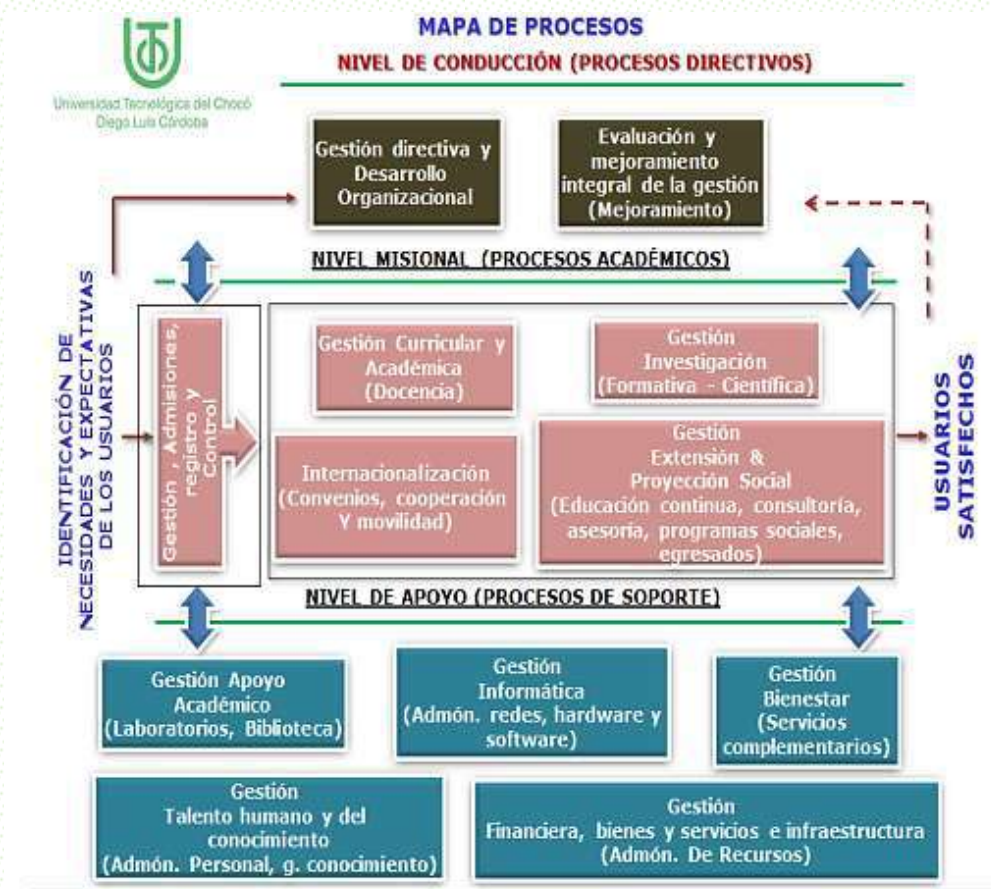 MAPA DE PROCESOS
NIVEL DE CONDUCCIÓN (PROCESOS DIRECTIVOS)
Universidad Tecnológica del Chocó
Diego Luis Córdoba
Gestión directiva y
Desarrollo
Organizacional
Evaluación y
mejoramiento
integral de la gestión
(Mejoramiento)
NIVEL MISIONAL (PROCESOS ACADÉMICOS)
IDENTIFICACIÓN DE
NECESIDADES Y EXPECTATIVAS
DE LOS USUARIOS
Gestión , Admisiones,
registro y
Control
Gestión Curricular y
Académica
(Docencia)
Gestión
Investigación
(Formativa - Científica)
Internacionalización
(Convenios, cooperación
Y movilidad)
Gestión
Extensión &
Proyección Social
(Educación continua, consultoría,
asesoría, programas sociales,
egresados)
USUARIOS
SATISFECHOS
NIVEL DE APOYO (PROCESOS DE SOPORTE)
Gestión Apoyo
Académico
(Laboratorios, Biblioteca)
Gestión
Informática
(Admón. redes, hardware y
software)
Gestión
Bienestar
(Servicios
complementarios)
Gestión
Talento humano y del
conocimiento
(Admón. Personal, g. conocimiento)
Gestión
Financiera, bienes y servicios e infraestructura
(Admón. De Recursos)